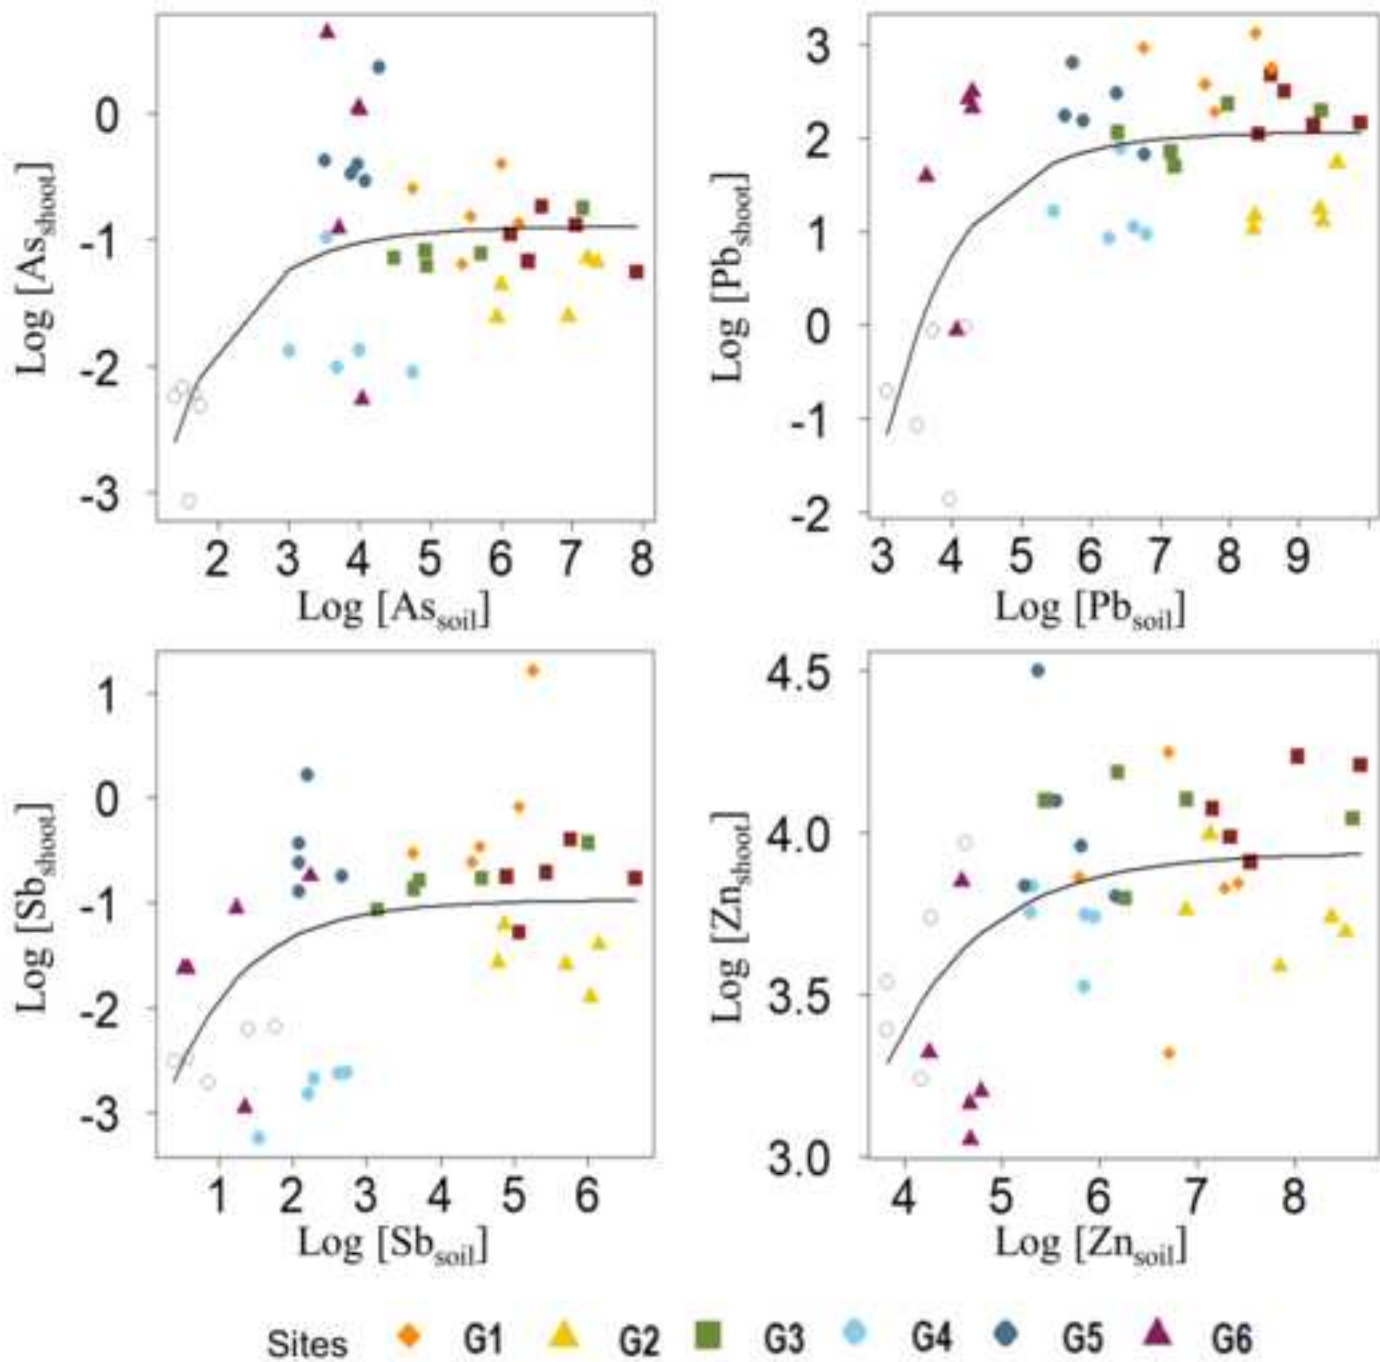 0
-1
-2
-3
Log [As_shoot]
2 3 4 5 6 7 8
Log [As_soil]
3
2
1
0
-1
-2
Log [Pb_shoot]
3 4 5 6 7 8 9
Log [Pb_soil]
1
0
-1
-2
-3
Log [Sb_shoot]
1 2 3 4 5 6
Log [Sb_soil]
4.5
4.0
3.5
3.0
Log [Zn_shoot]
4 5 6 7 8
Log [Zn_soil]
Sites G1 G2 G3 G4 G5 G6